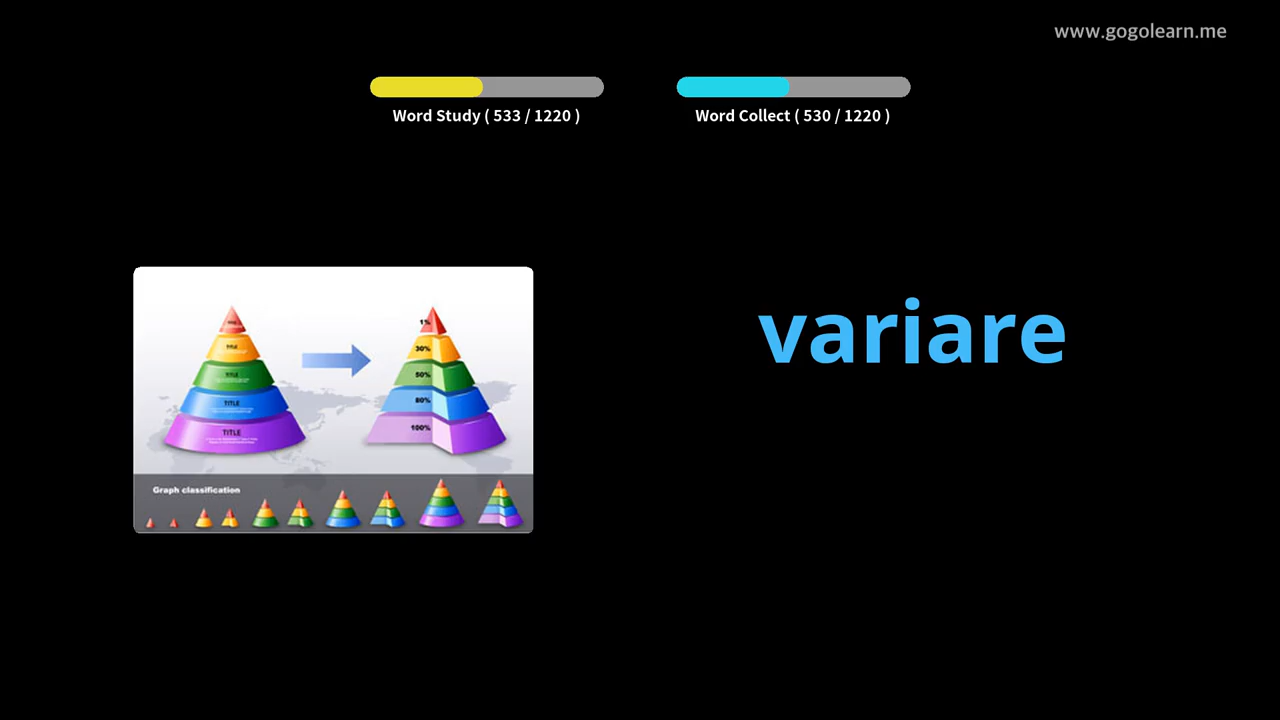 www.gogolearn.me
Word Study ( 533 / 1220 )
Word Collect ( 530 / 1220 )
variare
TITLE
TITLE
TITLE
TITLE
1%
30%
50%
80%
100%
Graph classification